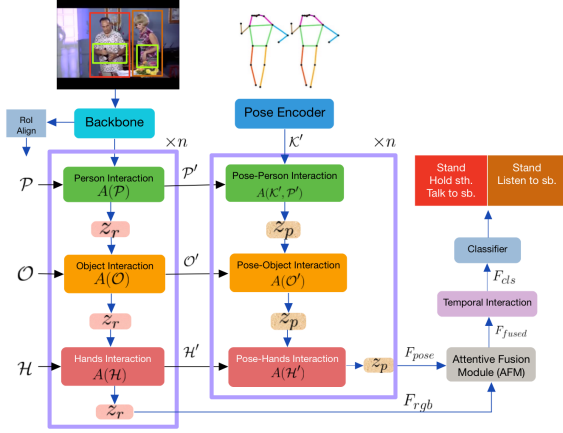 RoI
Align
Backbone
Pose Encoder
×n
K′
×n
P
Person Interaction
A(P)
P′
Pose-Person Interaction
A(K′, P′)
z_r
z_p
O
Object Interaction
A(O)
O′
Pose-Object Interaction
A(O′)
z_r
z_p
H
Hands Interaction
A(H)
H′
Pose-Hands Interaction
A(H′)
z_p
F_pose
z_r
F_rgb
Stand
Hold sth.
Talk to sb.
Stand
Listen to sb.
Classifier
F_cls
Temporal Interaction
F_fused
Attentive Fusion
Module (AFM)